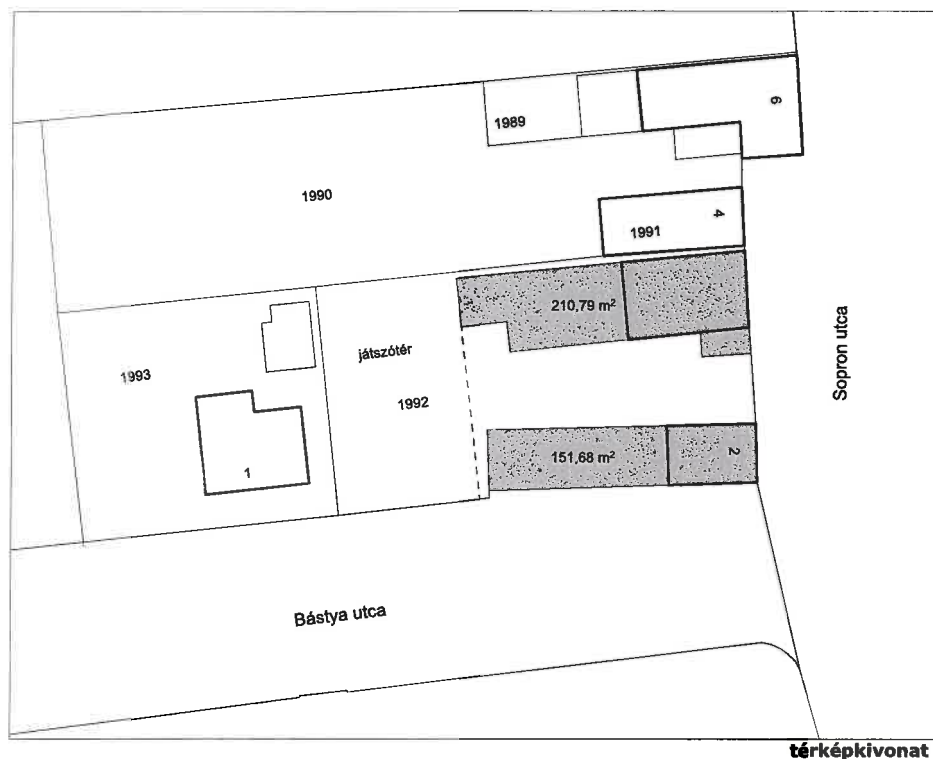 6
1989
1990
4
1991
210,79 m²
játszótér
1993
1992
Sopron utca
151,68 m²
2
1
Bástya utca
térképkivonat